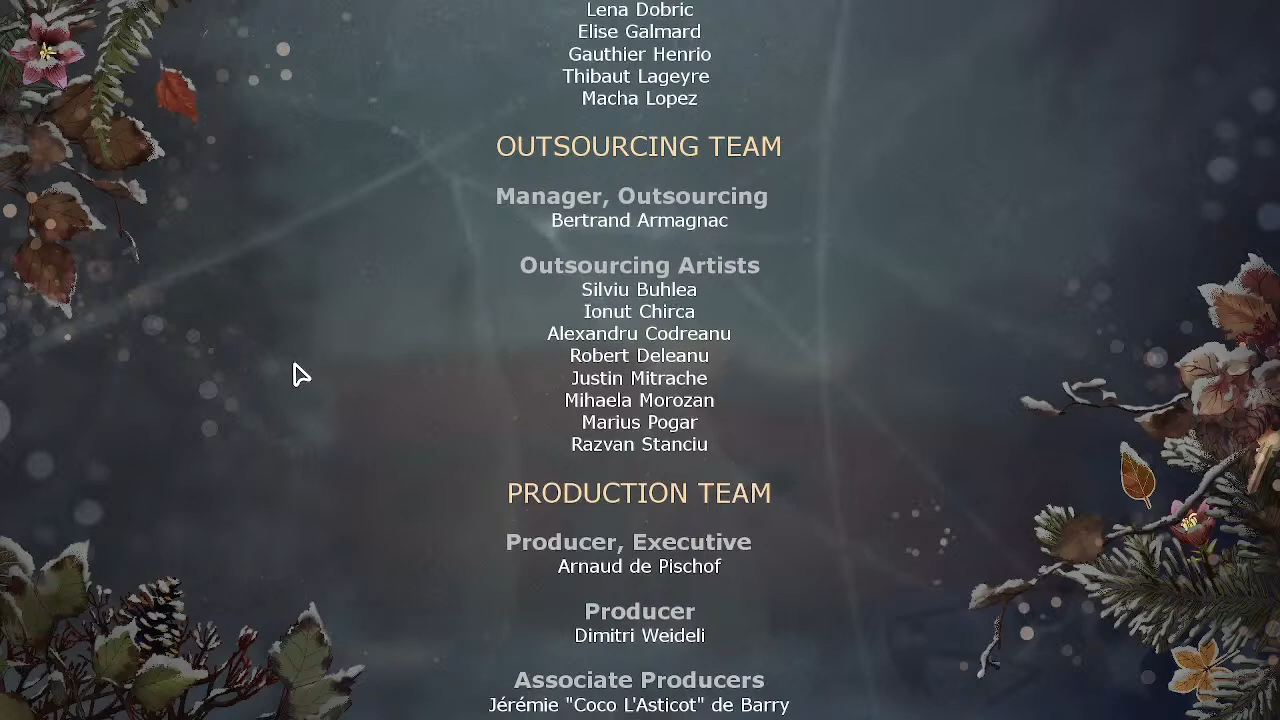 Lena Dobric
Elise Galmard
Gauthier Henrio
Thibaut Lageyre
Macha Lopez
OUTSOURCING TEAM
Manager, Outsourcing
Bertrand Armagnac
Outsourcing Artists
Silviu Buhlea
Ionut Chirca
Alexandru Codreanu
Robert Deleanu
Justin Mitrache
Mihaela Morozan
Marius Pogar
Razvan Stanciu
PRODUCTION TEAM
Producer, Executive
Arnaud de Pischof
Producer
Dimitri Weideli
Associate Producers
Jérémie "Coco L'Asticot" de Barry